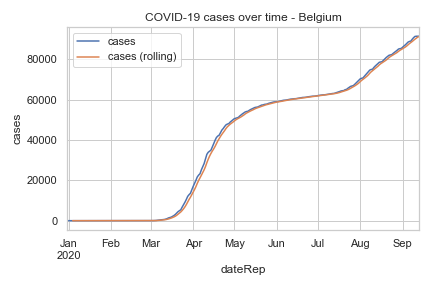 COVID-19 cases over time - Belgium
cases
cases (rolling)
80000
60000
40000
20000
0
cases
Jan Feb Mar Apr May Jun Jul Aug Sep
2020
dateRep